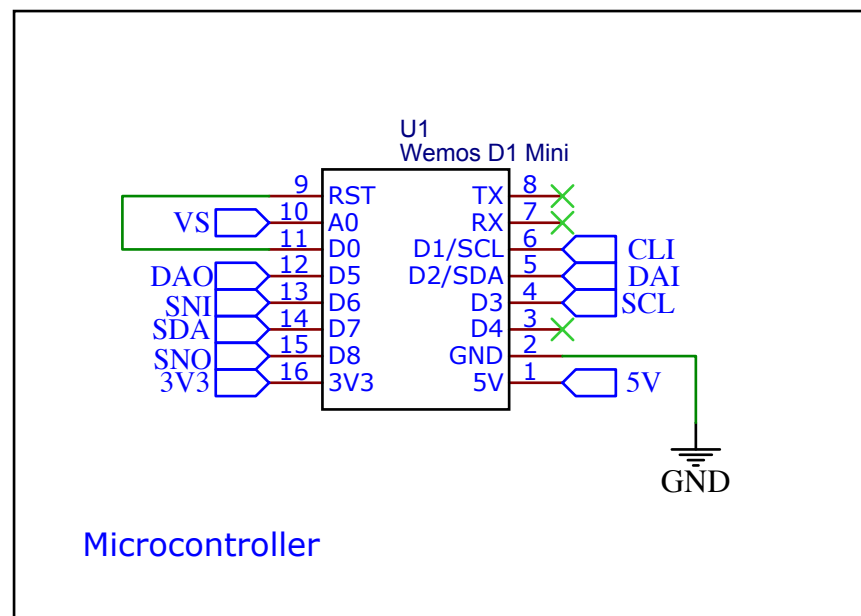 U1
Wemos D1 Mini
9 RST TX 8
VS 10 A0 RX 7
11 D0 D1/SCL 6 CLI
DAO 12 D5 D2/SDA 5 DAI
SNI 13 D6 D3 4 SCL
SDA 14 D7 D4 3
SNO 15 D8 GND 2
3V3 16 3V3 5V 1 5V
GND
Microcontroller